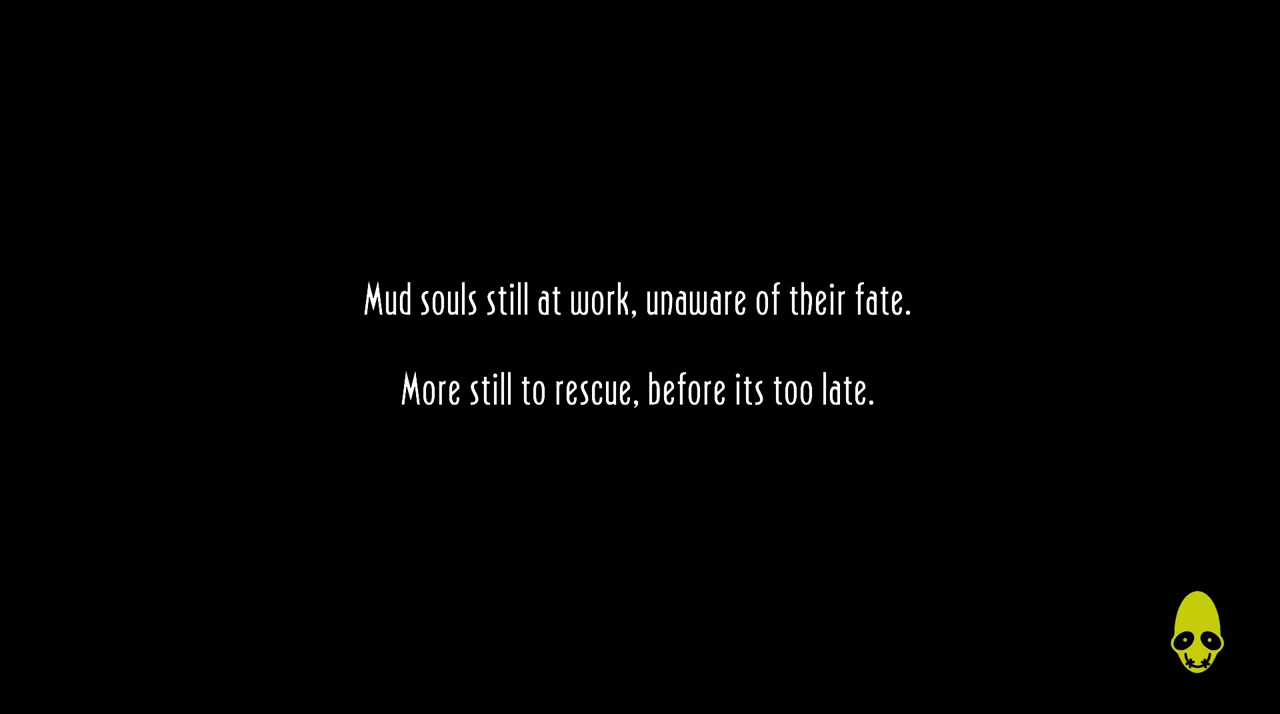 Mud souls still at work, unaware of their fate.
More still to rescue, before its too late.